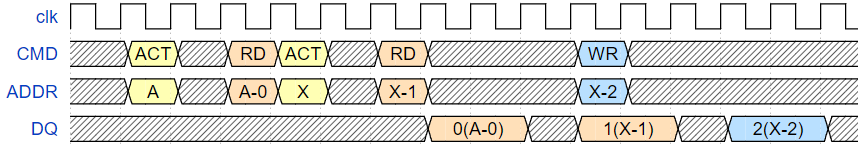 clk
CMD ACT RD ACT RD WR
ADDR A A-0 X X-1 X-2
DQ 0(A-0) 1(X-1) 2(X-2)